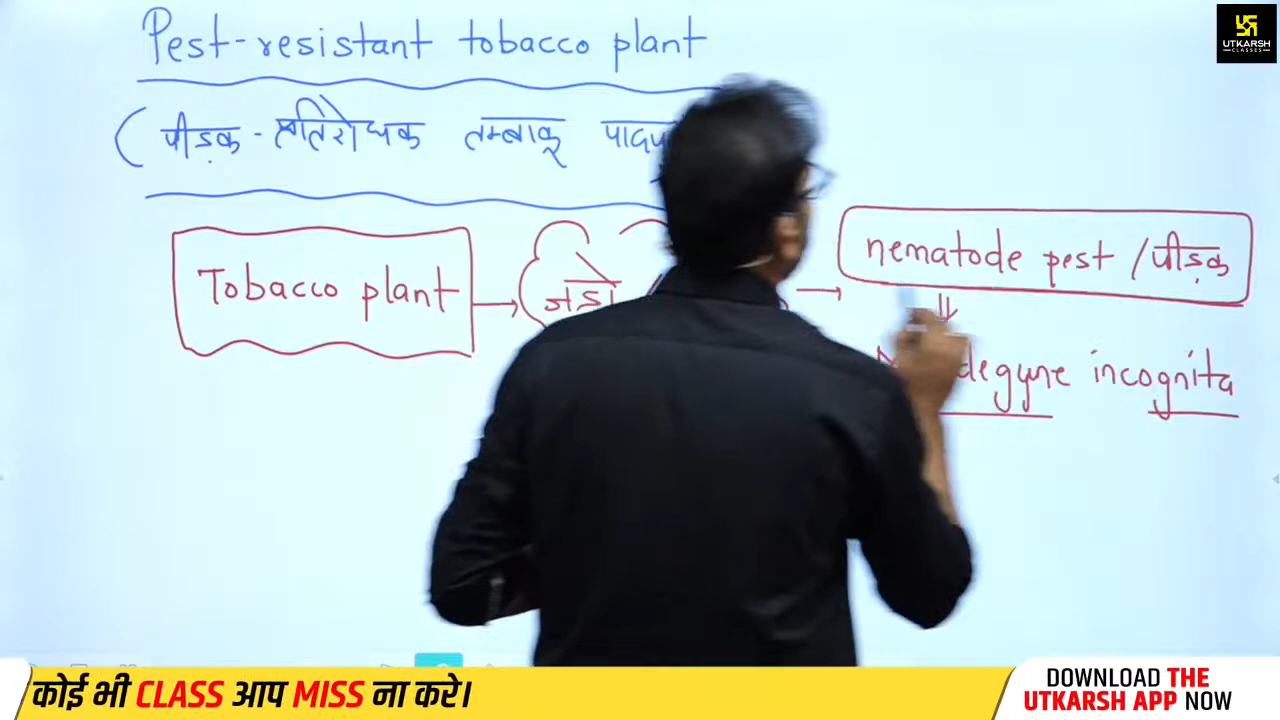 Pest-resistant tobacco plant
UTKARSH
CLASSES
(पीड़क - प्रतिरोधक तम्बाकू
Tobacco plant
nematode pest / पीड़क
incognita
कोई भी CLASS आप MISS ना करे।
DOWNLOAD THE
UTKARSH APP NOW